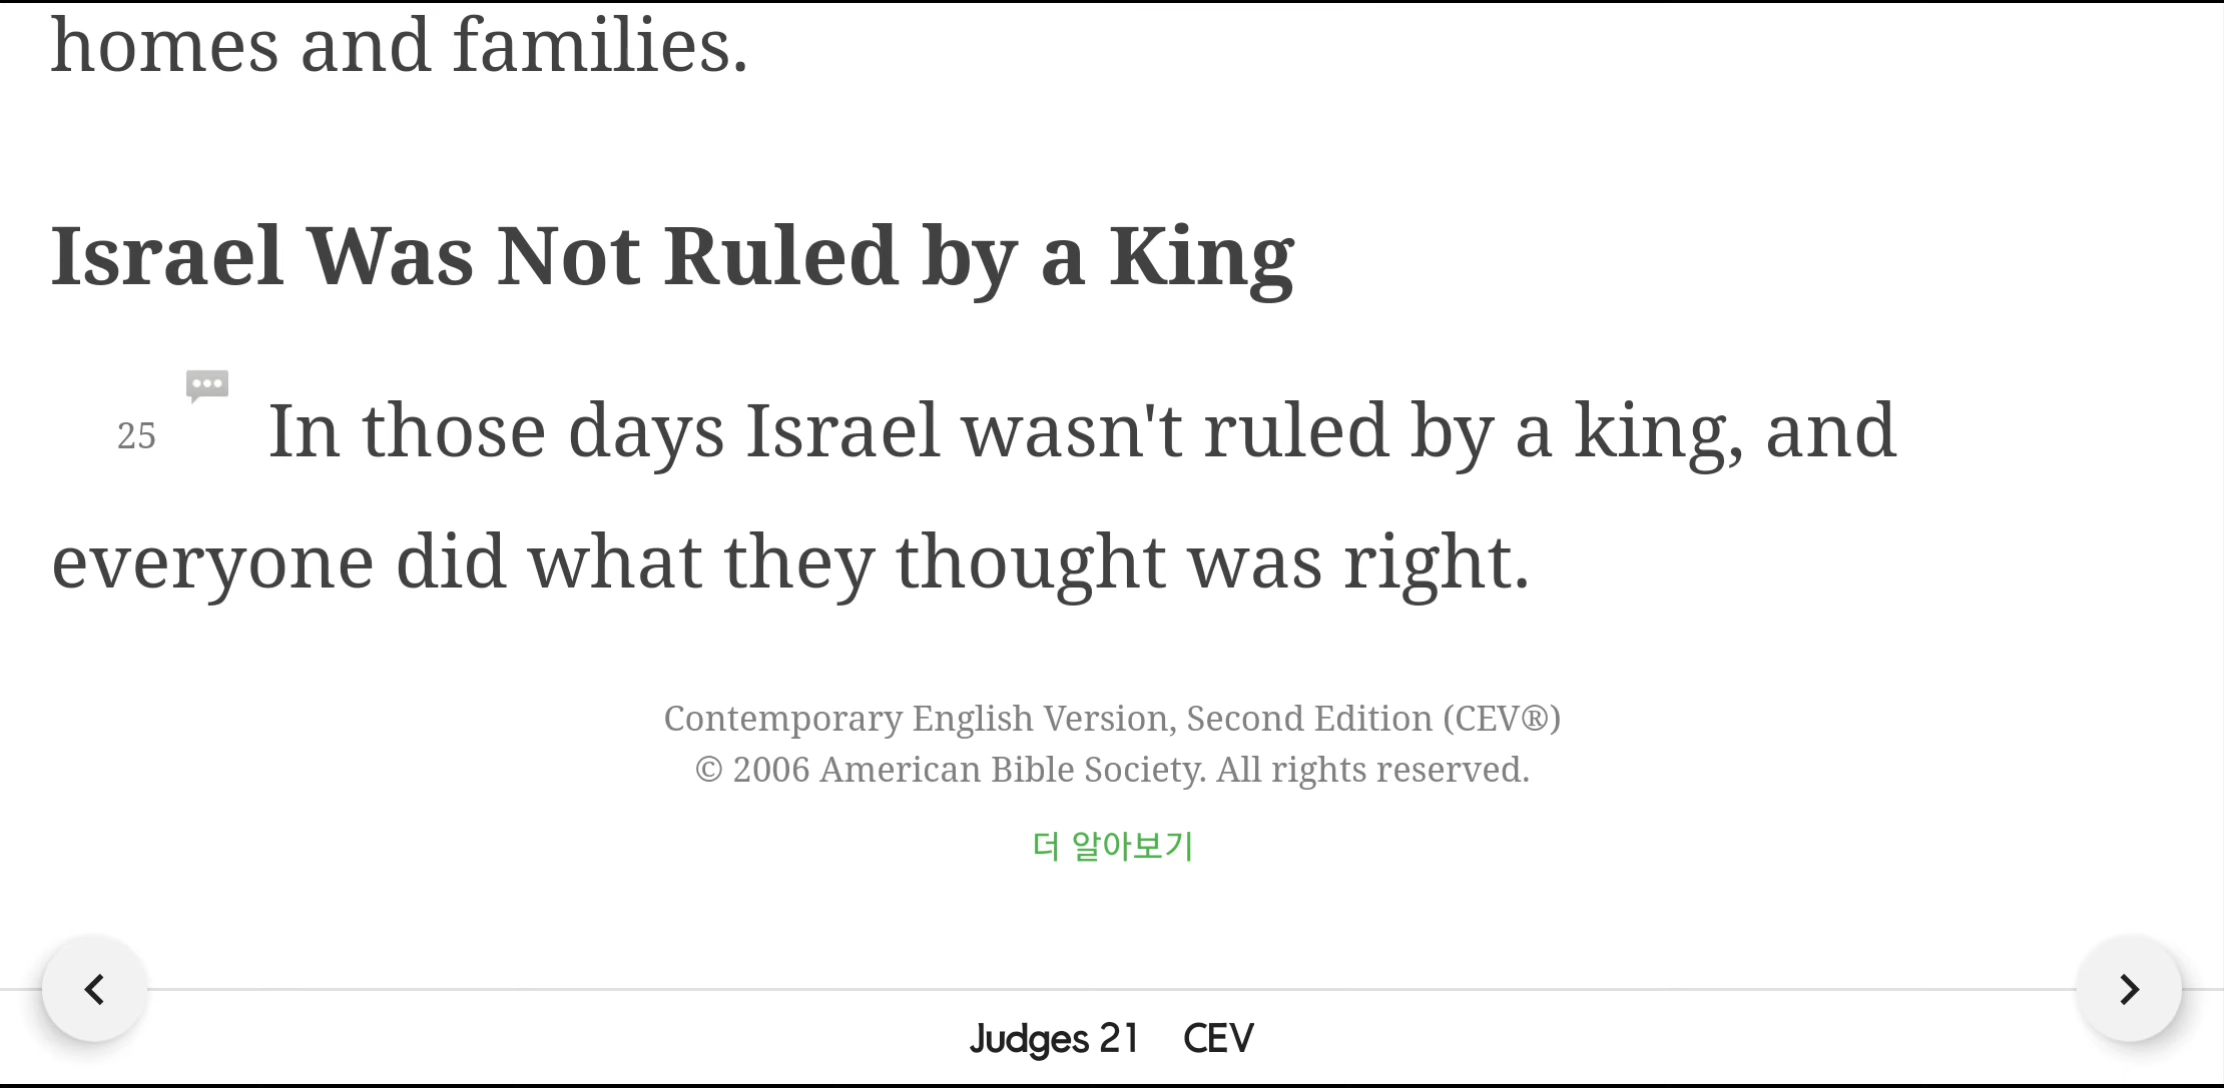 homes and families.
Israel Was Not Ruled by a King
25 In those days Israel wasn't ruled by a king, and
everyone did what they thought was right.
Contemporary English Version, Second Edition (CEV®)
© 2006 American Bible Society. All rights reserved.
더 알아보기
Judges 21 CEV